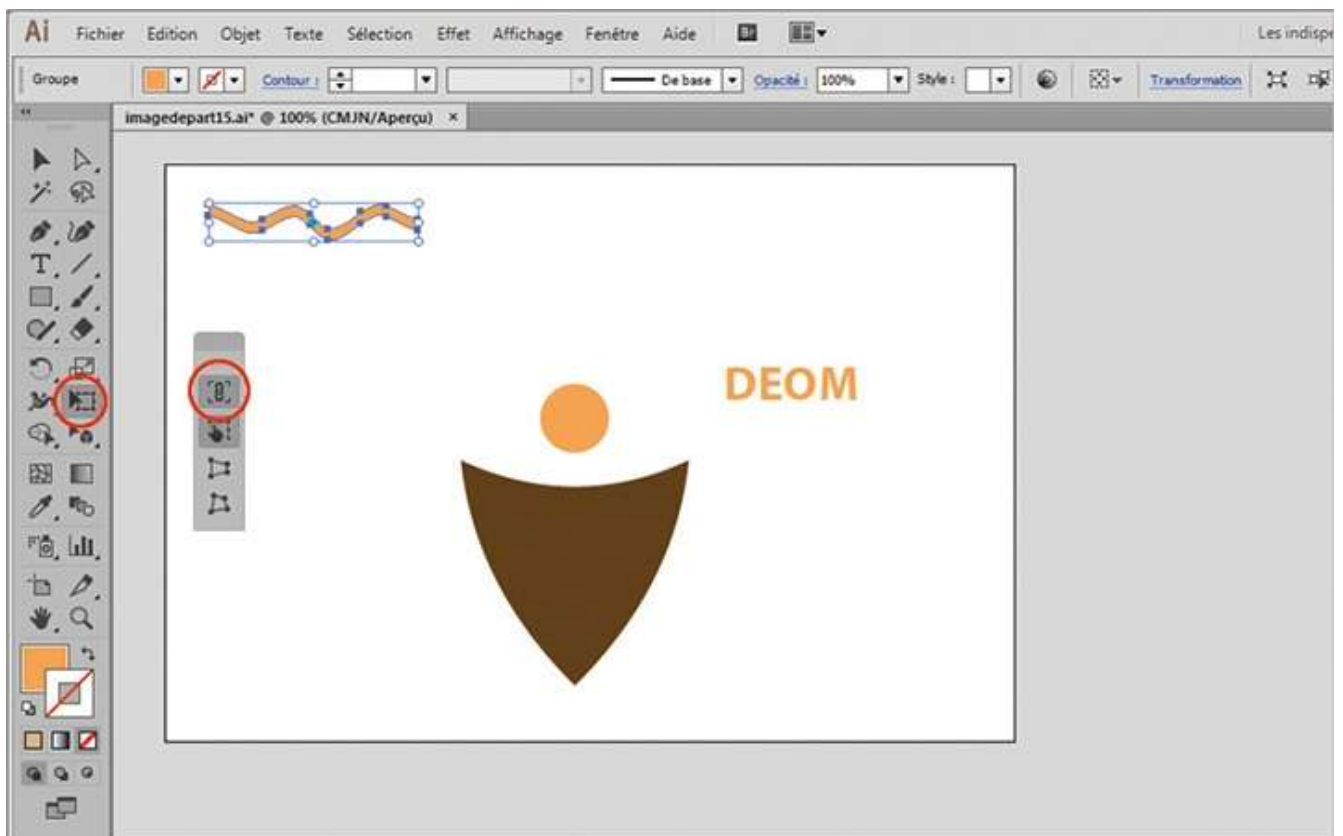 Ai Fichier Edition Objet Texte Sélection Effet Affichage Fenêtre Aide Br Les indispe
Groupe Contour : De base Opacité : 100% Style : Transformation
imagedepart15.ai* @ 100% (CMJN/Aperçu) ×
DEOM